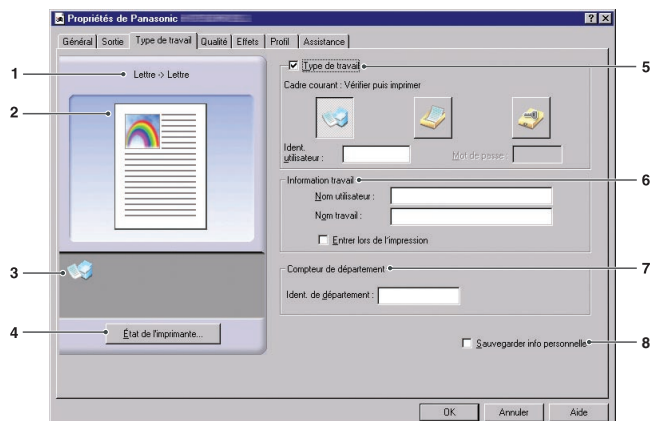 Propriétés de Panasonic
Général Sortie Type de travail Qualité Effets Profil Assistance
1
Lettre -> Lettre
2
3
4
État de l'imprimante...
Type de travail
5
Cadre courant : Vérifier puis imprimer
Ident.
utilisateur :
Mot de passe :
Information travail
6
Nom utilisateur :
Nom travail :
Entrer lors de l'impression
Compteur de département
7
Ident. de département :
Sauvegarder info personnelle
8
OK Annuler Aide